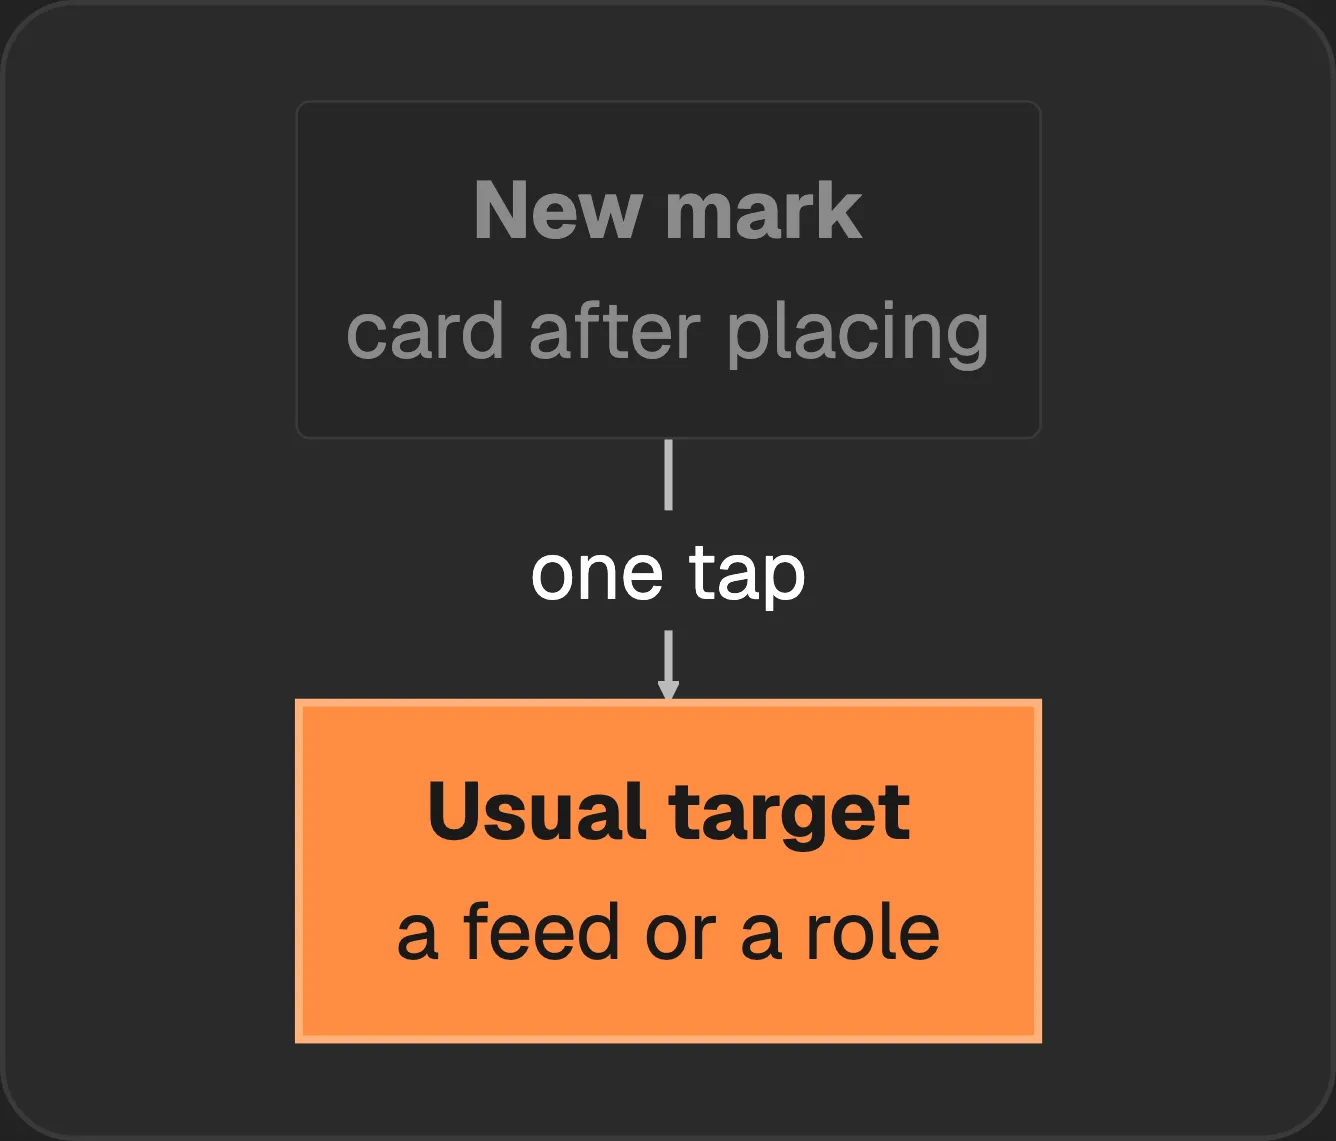 New mark
card after placing
one tap
Usual target
a feed or a role